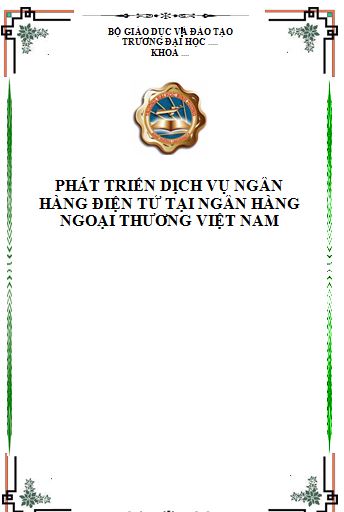 BỘ GIÁO DỤC VÀ ĐÀO TẠO
TRƯỜNG ĐẠI HỌC ....
KHOA ....
PHÁT TRIỂN DỊCH VỤ NGÂN
HÀNG ĐIỆN TỬ TẠI NGÂN HÀNG
NGOẠI THƯƠNG VIỆT NAM